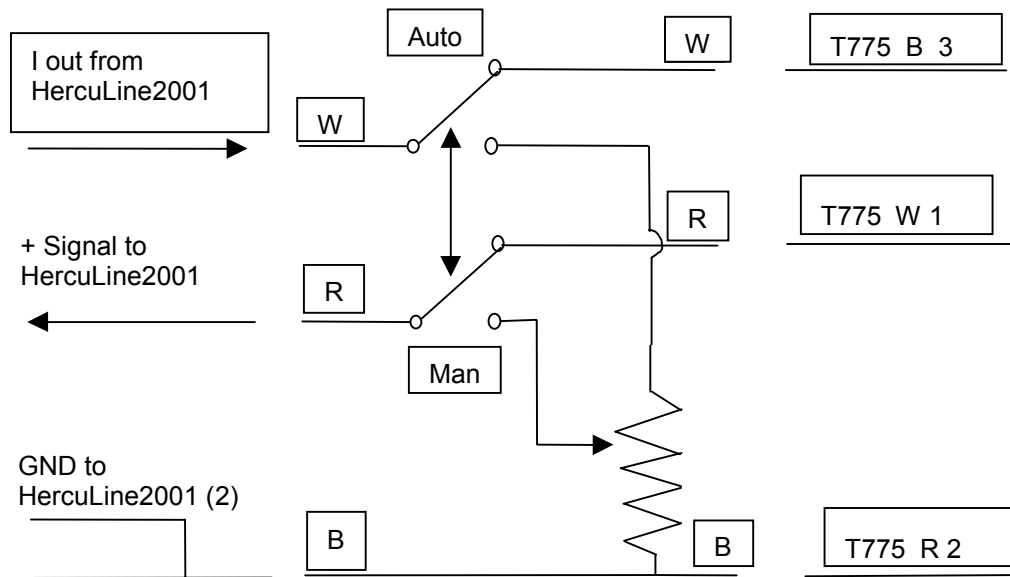 I out from
HercuLine2001
Auto
W
T775 B 3
W
R
T775 W 1
+ Signal to
HercuLine2001
R
Man
GND to
HercuLine2001 (2)
B
B
T775 R 2